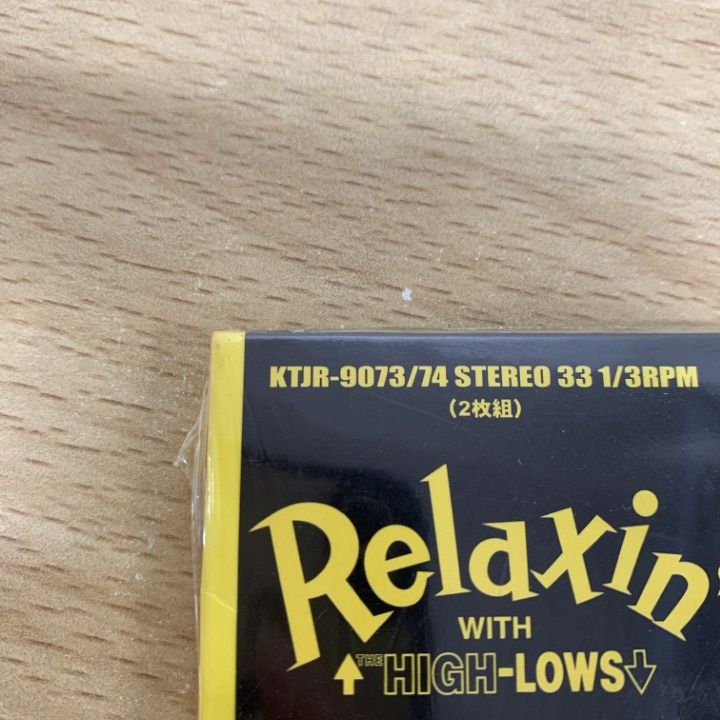 KTJR-9073/74 STEREO 33 1/3RPM
(2枚組)
Relaxin'
WITH
↑THE HIGH-LOWS↓